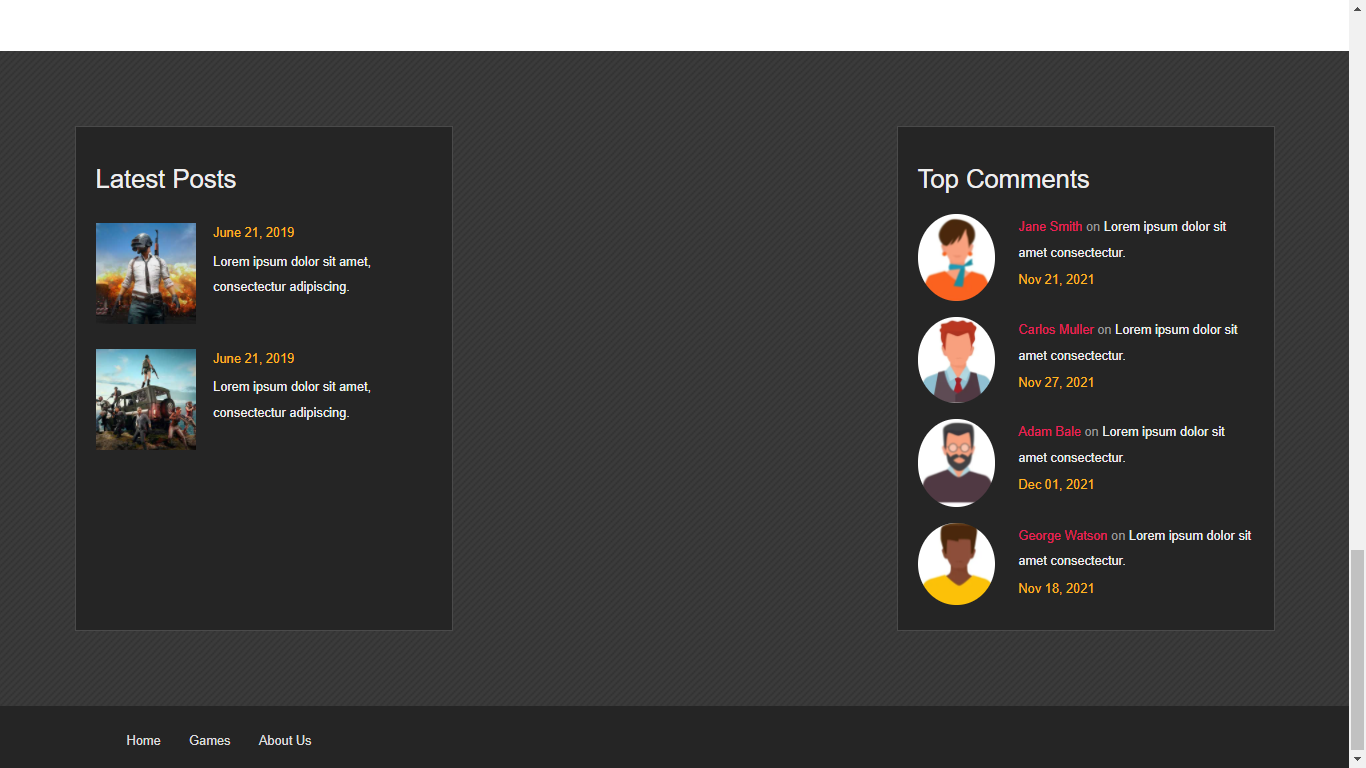 Latest Posts
June 21, 2019
Lorem ipsum dolor sit amet,
consectetur adipiscing.
June 21, 2019
Lorem ipsum dolor sit amet,
consectetur adipiscing.
Top Comments
Jane Smith on Lorem ipsum dolor sit
amet consectectur.
Nov 21, 2021
Carlos Muller on Lorem ipsum dolor sit
amet consectectur.
Nov 27, 2021
Adam Bale on Lorem ipsum dolor sit
amet consectectur.
Dec 01, 2021
George Watson on Lorem ipsum dolor sit
amet consectectur.
Nov 18, 2021
Home Games About Us